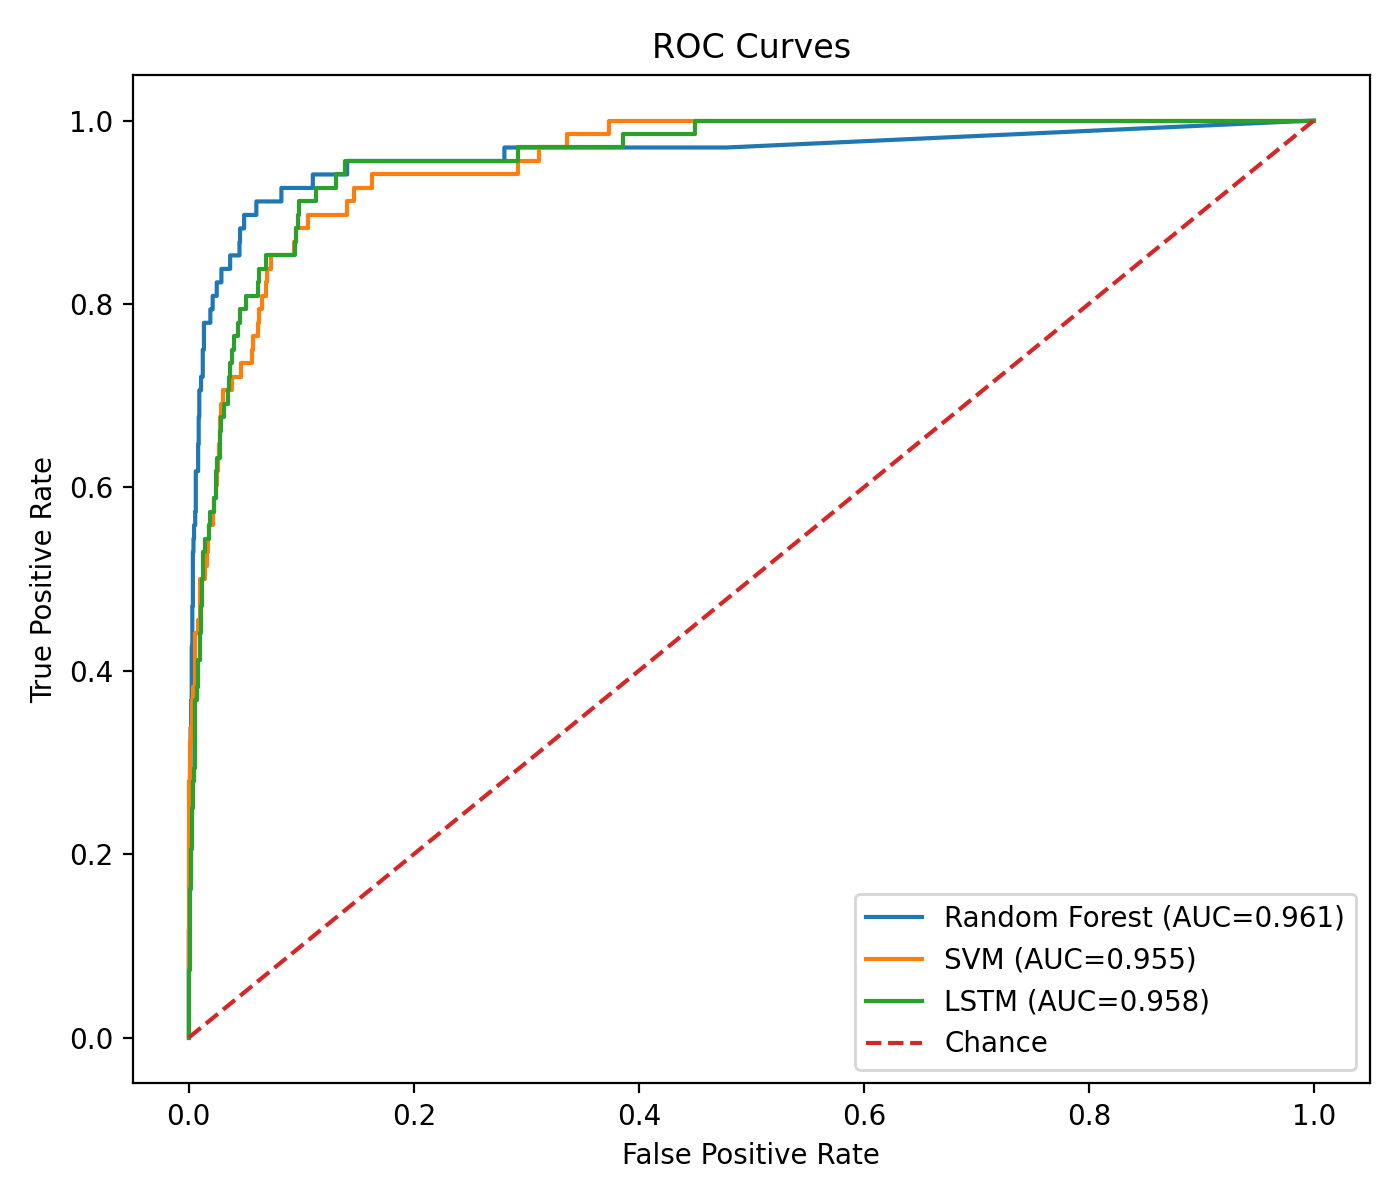 ROC Curves
1.0
0.8
0.6
0.4
0.2
0.0
True Positive Rate
0.0 0.2 0.4 0.6 0.8 1.0
False Positive Rate
Random Forest (AUC=0.961)
SVM (AUC=0.955)
LSTM (AUC=0.958)
Chance